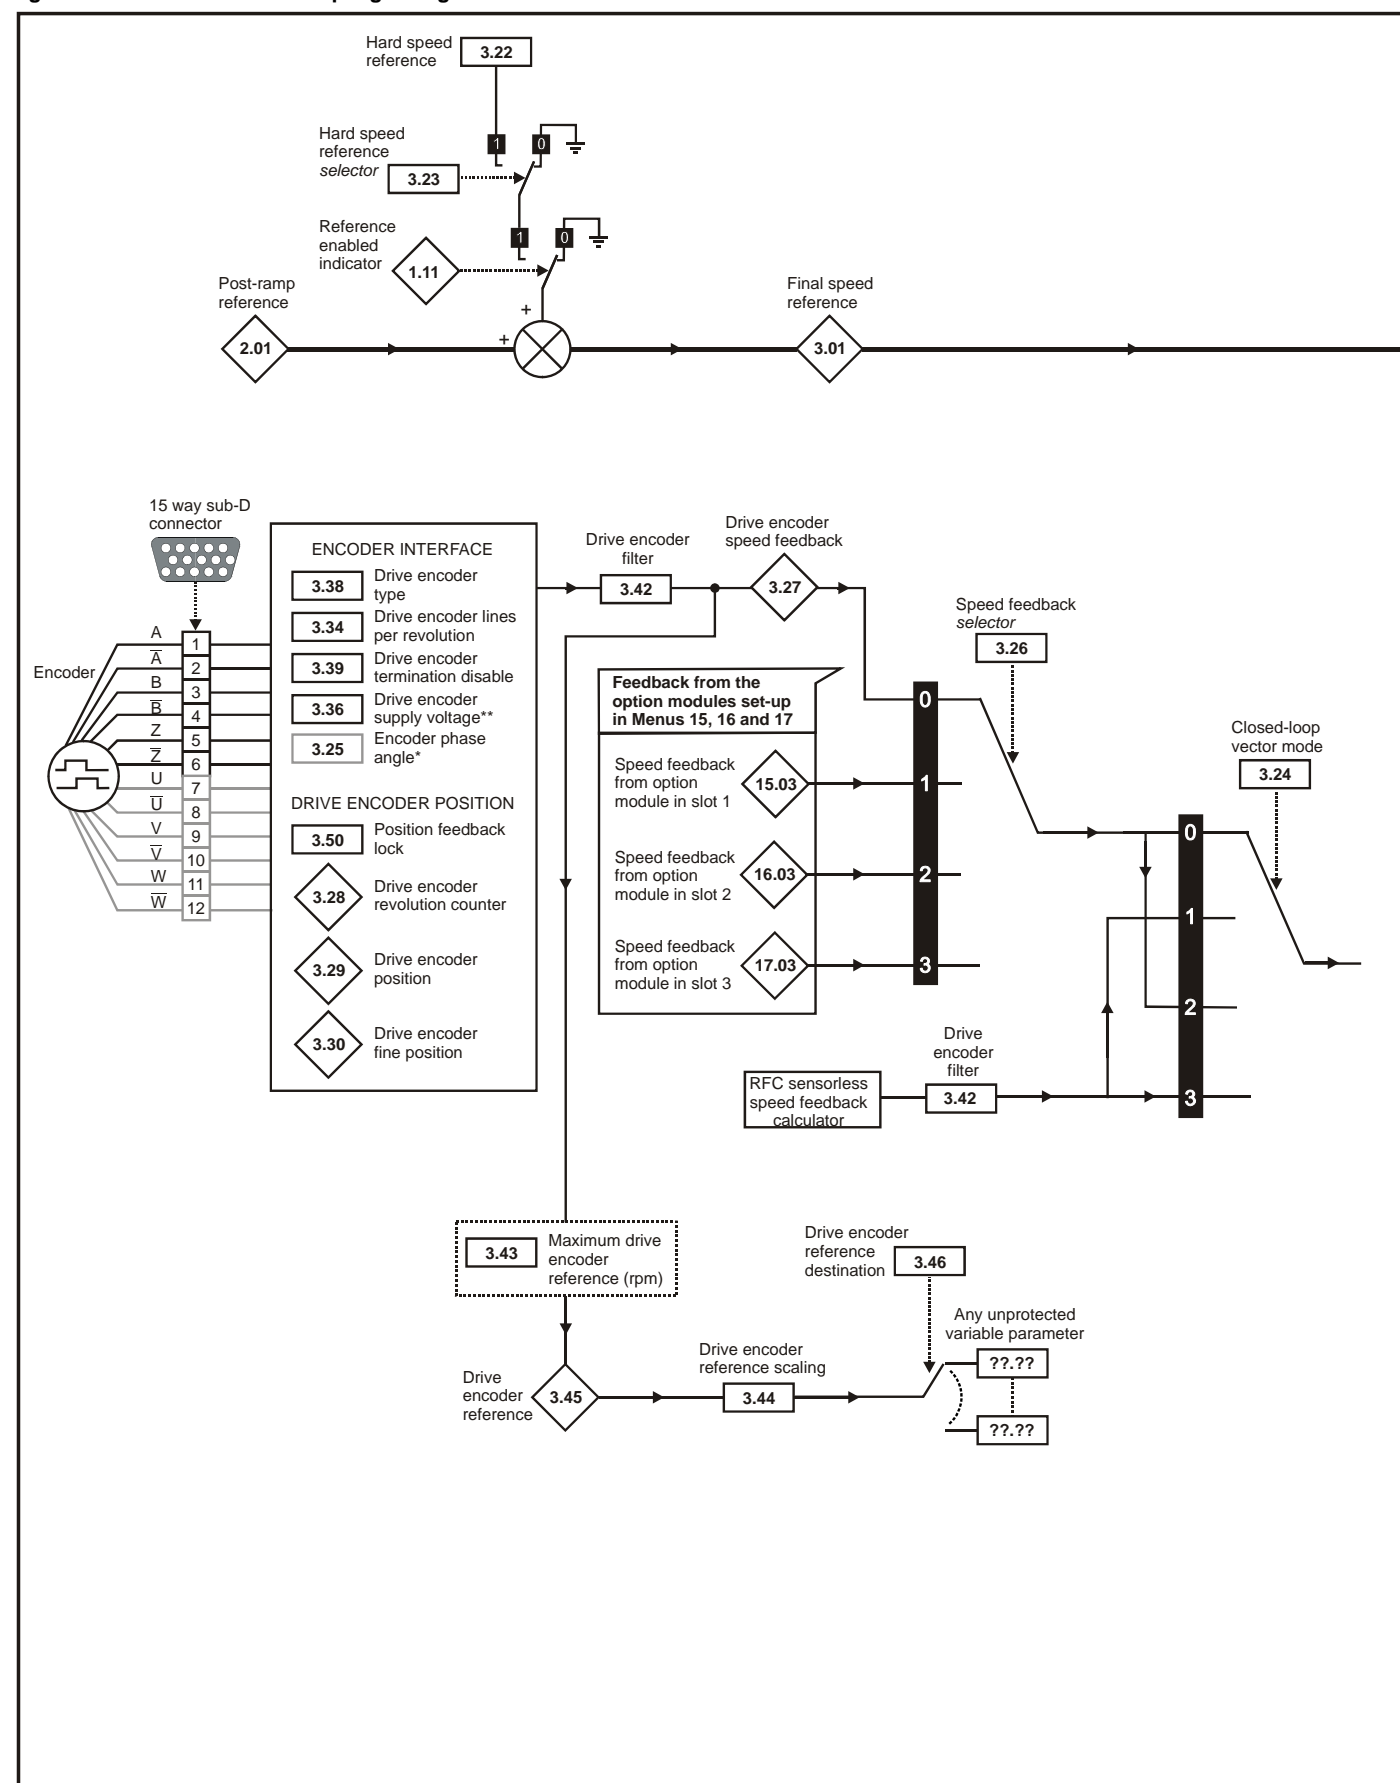 Hard speed
reference
3.22
1
0
Hard speed
reference
selector
3.23
1
0
Reference
enabled
indicator
1.11
Post-ramp
reference
2.01
+
+
Final speed
reference
3.01
15 way sub-D
connector
Encoder
A
1
A̅
2
B
3
B̅
4
Z
5
Z̅
6
U
7
U̅
8
V
9
V̅
10
W
11
W̅
12
ENCODER INTERFACE
3.38
Drive encoder
type
3.34
Drive encoder lines
per revolution
3.39
Drive encoder
termination disable
3.36
Drive encoder
supply voltage**
3.25
Encoder phase
angle*
DRIVE ENCODER POSITION
3.50
Position feedback
lock
3.28
Drive encoder
revolution counter
3.29
Drive encoder
position
3.30
Drive encoder
fine position
Drive encoder
filter
3.42
Drive encoder
speed feedback
3.27
Feedback from the
option modules set-up
in Menus 15, 16 and 17
Speed feedback
from option
module in slot 1
15.03
Speed feedback
from option
module in slot 2
16.03
Speed feedback
from option
module in slot 3
17.03
0
1
2
3
Speed feedback
selector
3.26
Closed-loop
vector mode
3.24
0
1
2
3
RFC sensorless
speed feedback
calculator
Drive
encoder
filter
3.42
3.43
Maximum drive
encoder
reference (rpm)
Drive
encoder
reference
3.45
Drive encoder
reference scaling
3.44
Drive encoder
reference
destination
3.46
Any unprotected
variable parameter
??.??
??.??